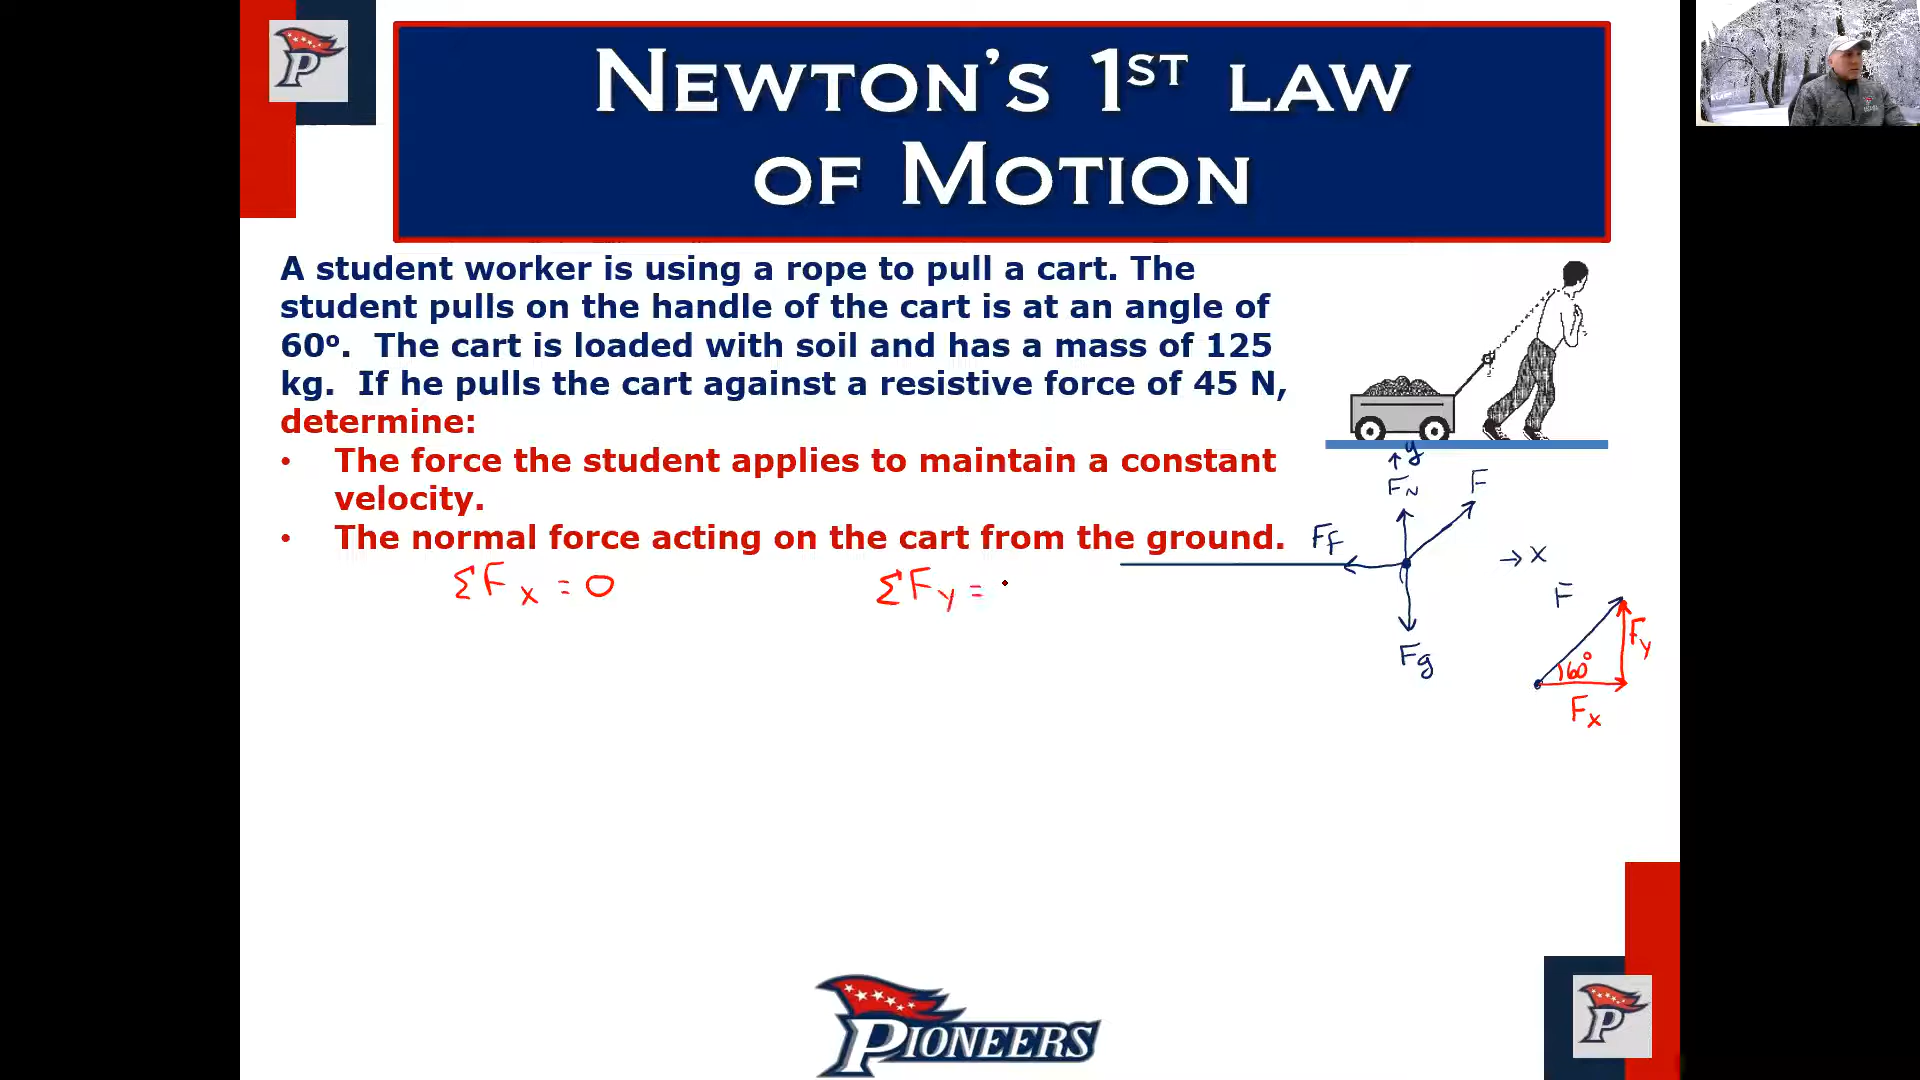 P
NEWTON'S 1ST LAW
OF MOTION
A student worker is using a rope to pull a cart. The
student pulls on the handle of the cart is at an angle of
60º. The cart is loaded with soil and has a mass of 125
kg. If he pulls the cart against a resistive force of 45 N,
determine:
• The force the student applies to maintain a constant
velocity.
• The normal force acting on the cart from the ground.
ΣFx = 0
ΣFy =
↑ y
FN
F
Ff
→ x
Fg
F
Fy
60°
Fx
PIONEERS
P